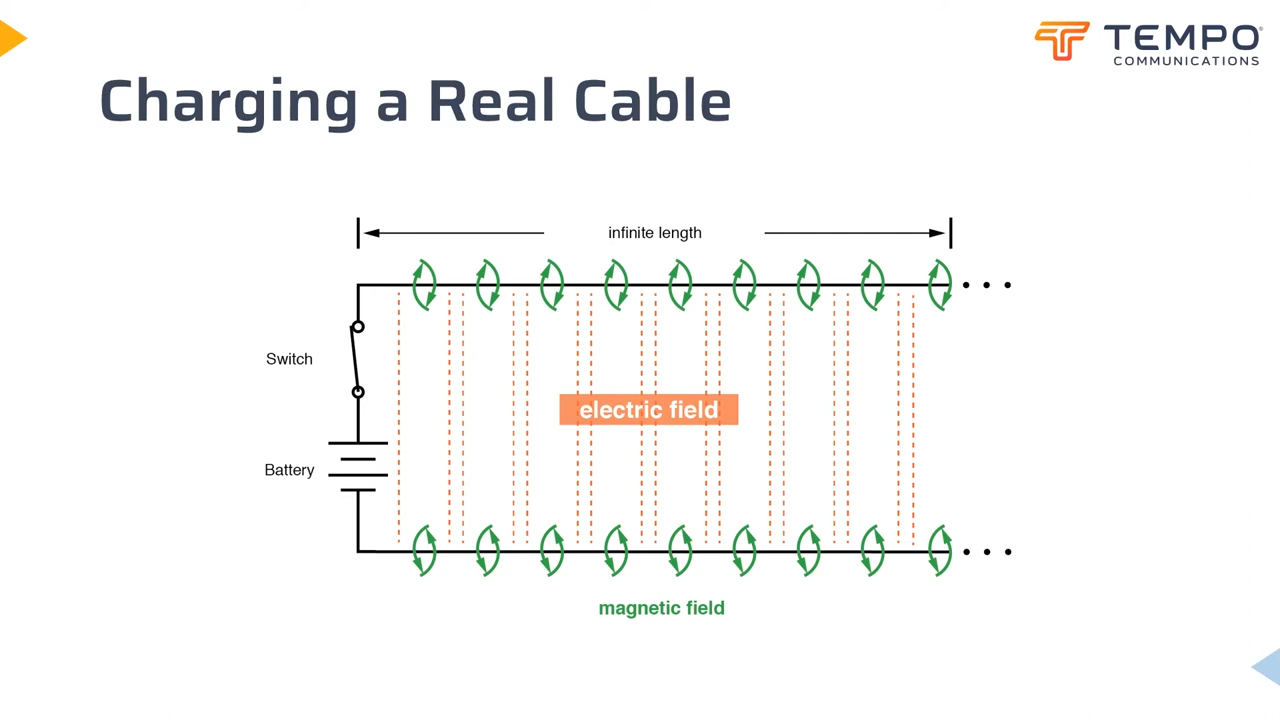 TEMPO
COMMUNICATIONS
Charging a Real Cable
infinite length
Switch
electric field
Battery
magnetic field